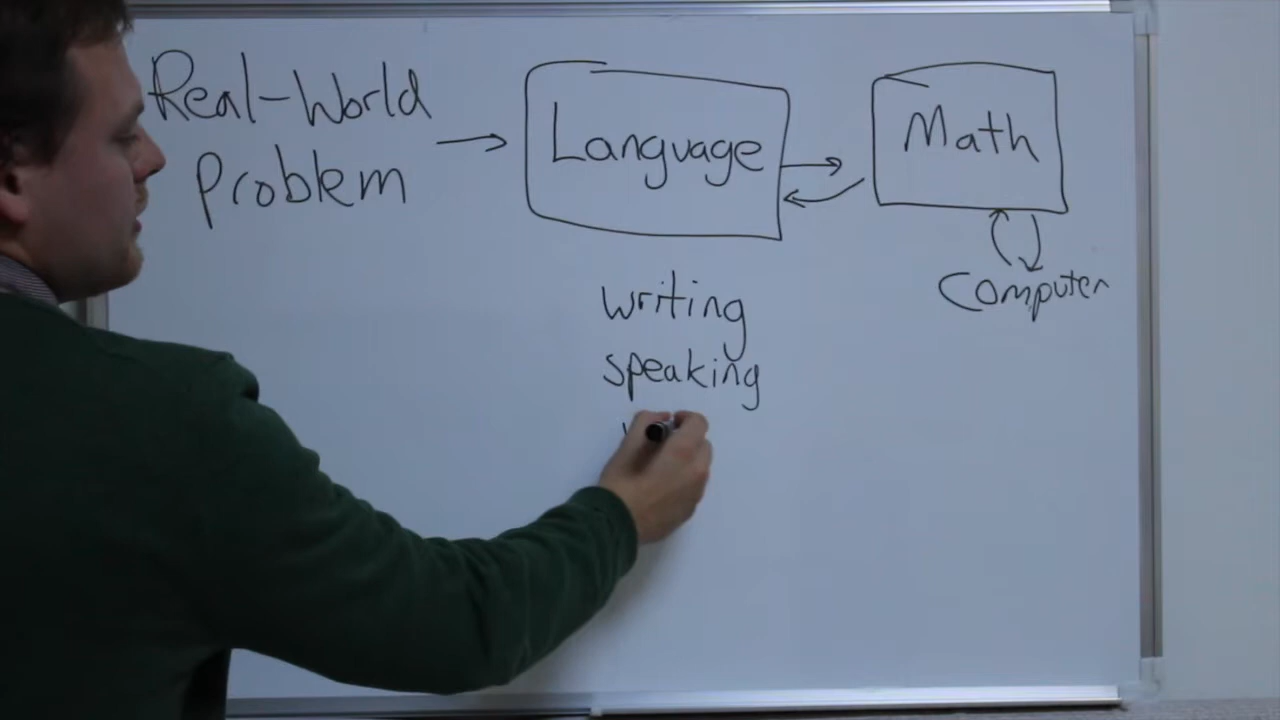 Real-World
Problem
Language
Math
Computer
writing
speaking